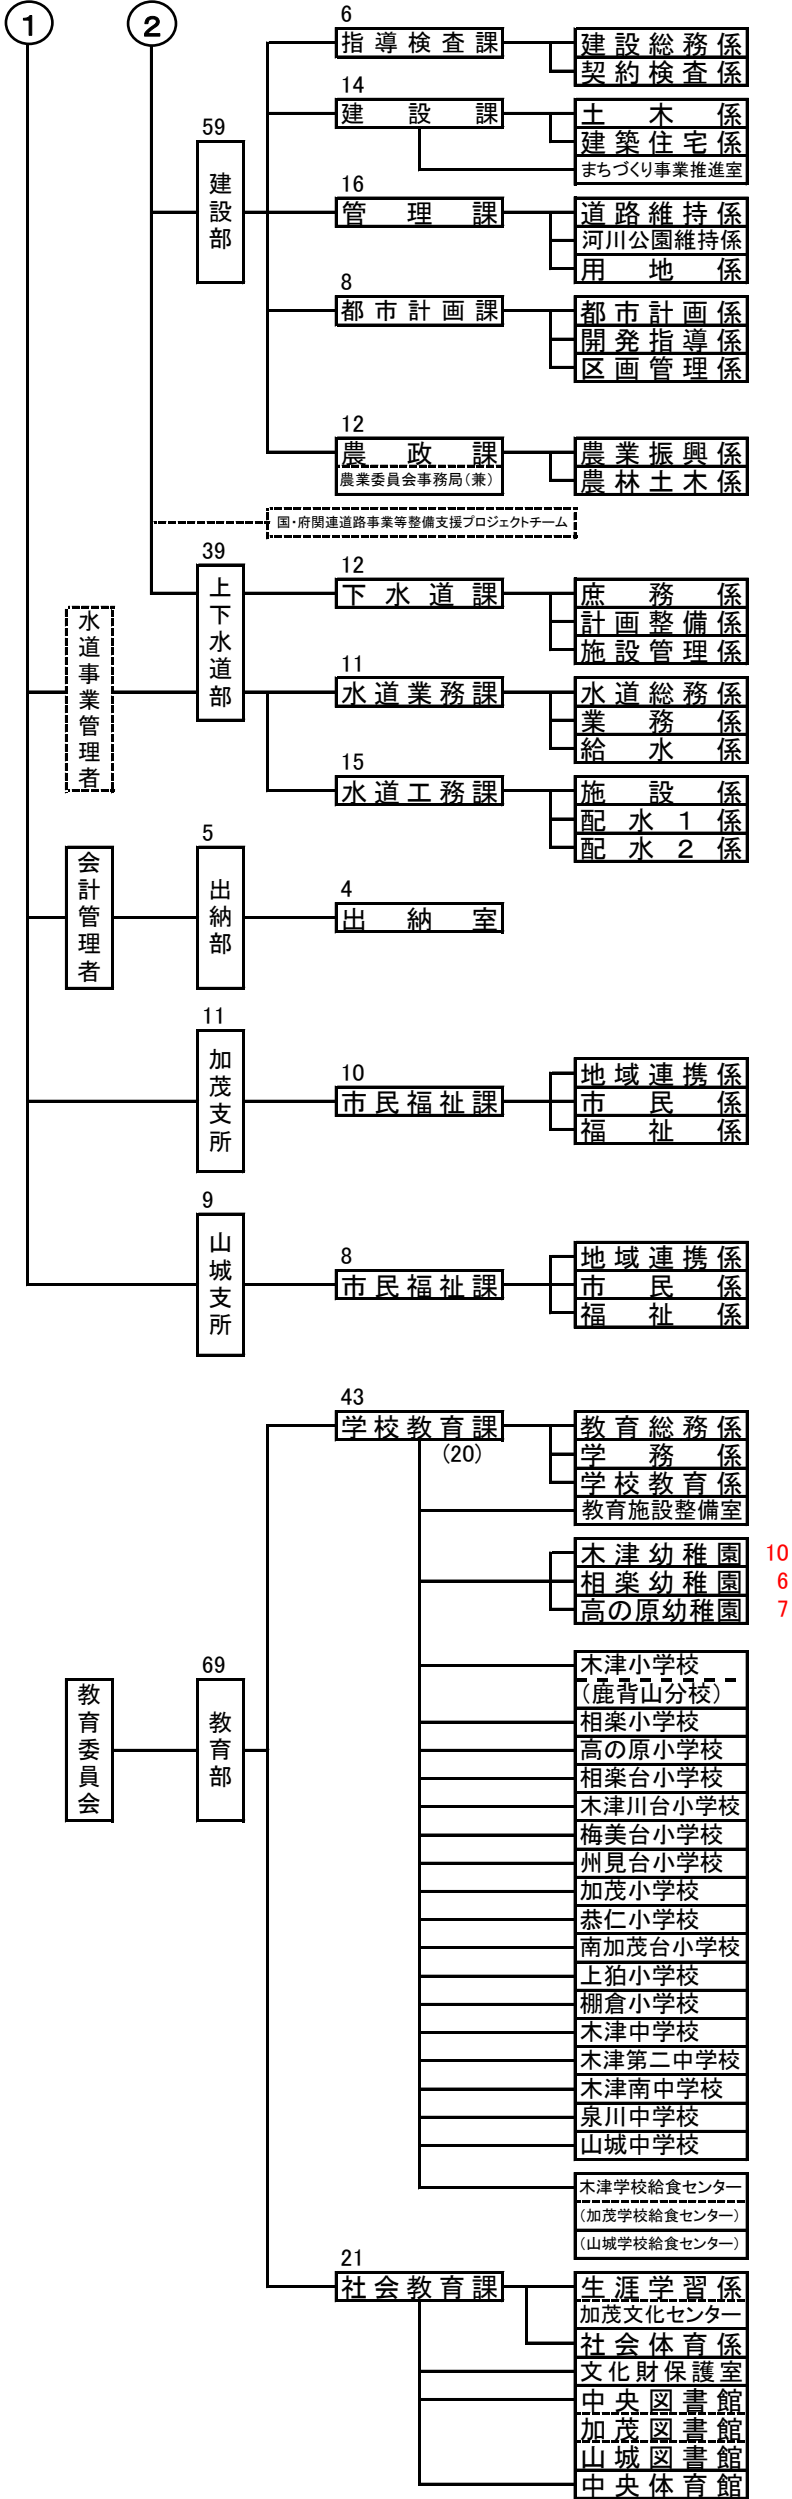 ①
②
6
指導検査課
建設総務係
契約検査係
14
建設課
土木係
建築住宅係
まちづくり事業推進室
59
建設部
16
管理課
道路維持係
河川公園維持係
用地係
8
都市計画課
都市計画係
開発指導係
区画管理係
12
農政課
農業委員会事務局(兼)
農業振興係
農林土木係
国・府関連道路事業等整備支援プロジェクトチーム
39
上下水道部
水道事業管理者
12
下水道課
庶務係
計画整備係
施設管理係
11
水道業務課
水道総務係
業務係
給水係
15
水道工務課
施設係
配水1係
配水2係
会計管理者
5
出納部
4
出納室
11
加茂支所
10
市民福祉課
地域連携係
市民係
福祉係
9
山城支所
8
市民福祉課
地域連携係
市民係
福祉係
43
学校教育課
(20)
教育総務係
学務係
学校教育係
教育施設整備室
木津幼稚園 10
相楽幼稚園 6
高の原幼稚園 7
教育委員会
69
教育部
木津小学校
(鹿背山分校)
相楽小学校
高の原小学校
相楽台小学校
木津川台小学校
梅美台小学校
州見台小学校
加茂小学校
恭仁小学校
南加茂台小学校
上狛小学校
棚倉小学校
木津中学校
木津第二中学校
木津南中学校
泉川中学校
山城中学校
木津学校給食センター
(加茂学校給食センター)
(山城学校給食センター)
21
社会教育課
生涯学習係
加茂文化センター
社会体育係
文化財保護室
中央図書館
加茂図書館
山城図書館
中央体育館